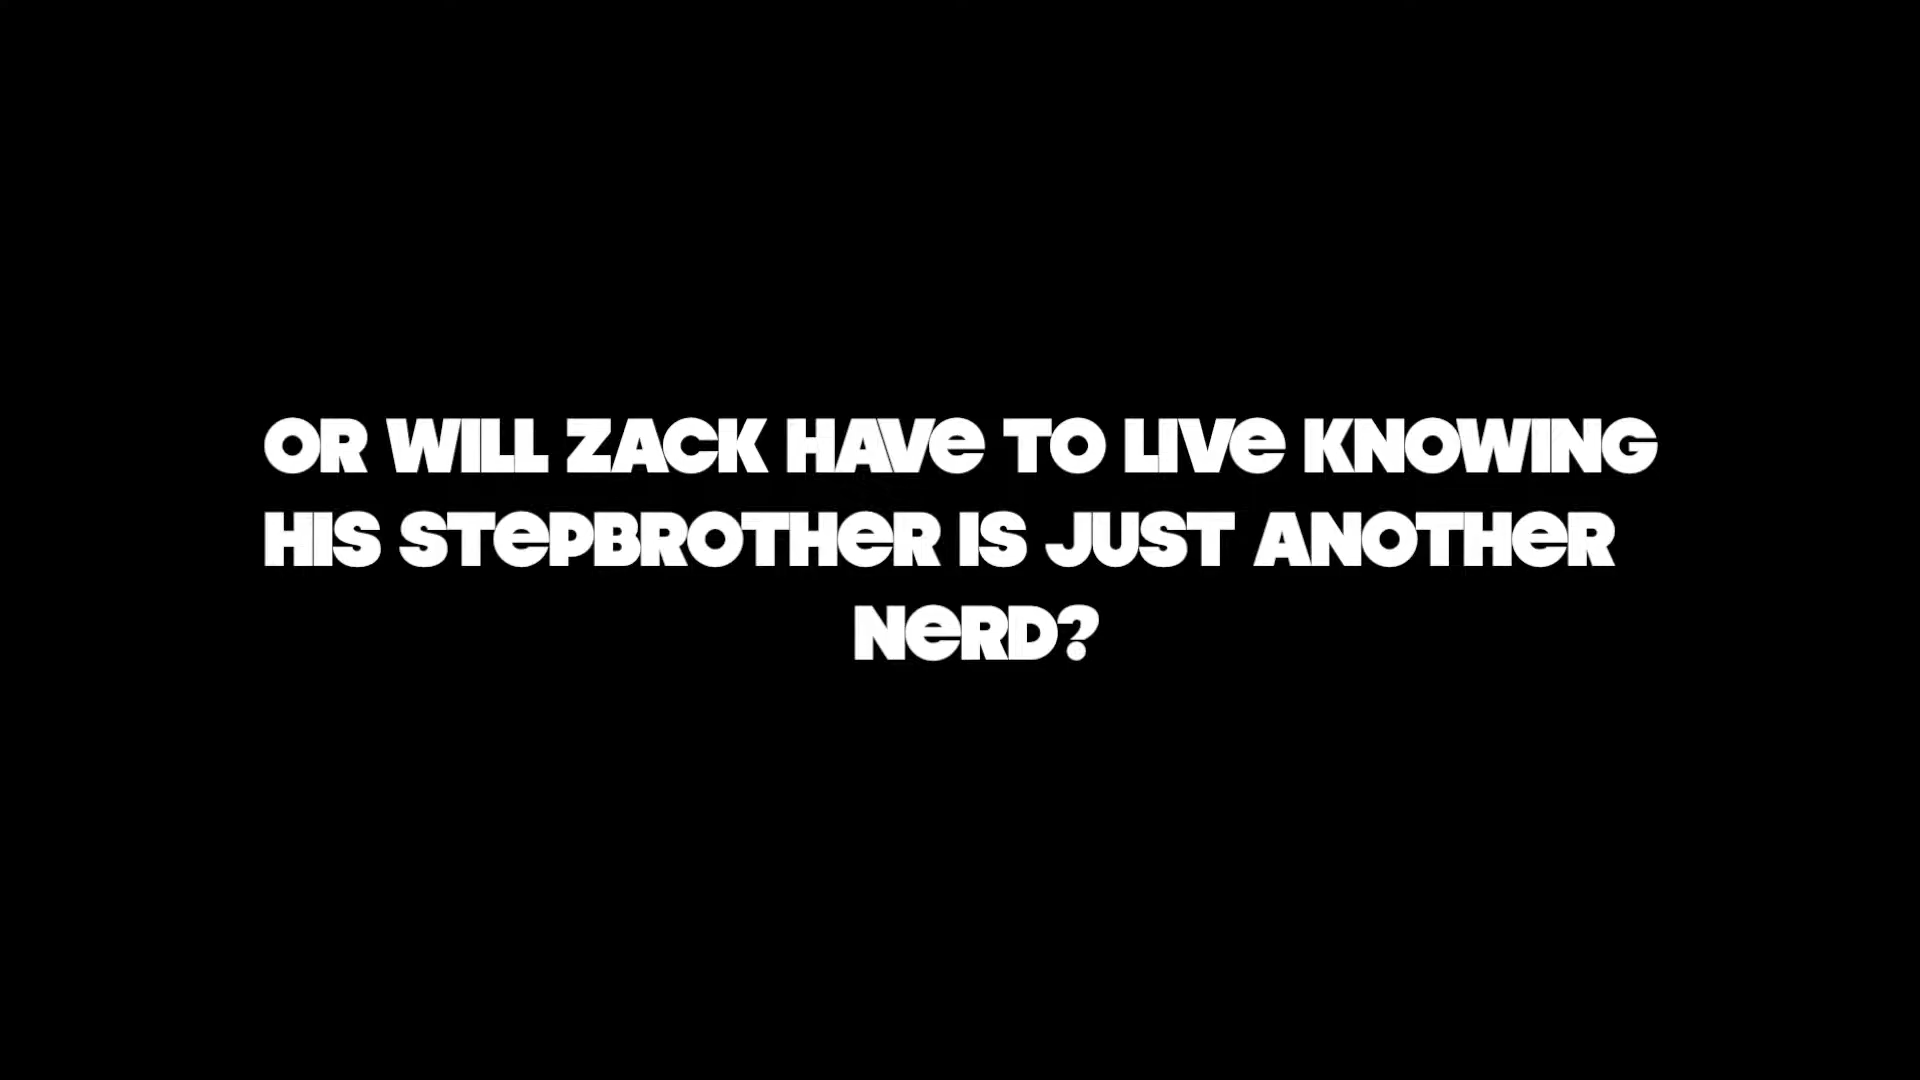 OR WILL ZACK HAVE TO LIVE KNOWING
HIS STEPBROTHER IS JUST ANOTHER
NERD?